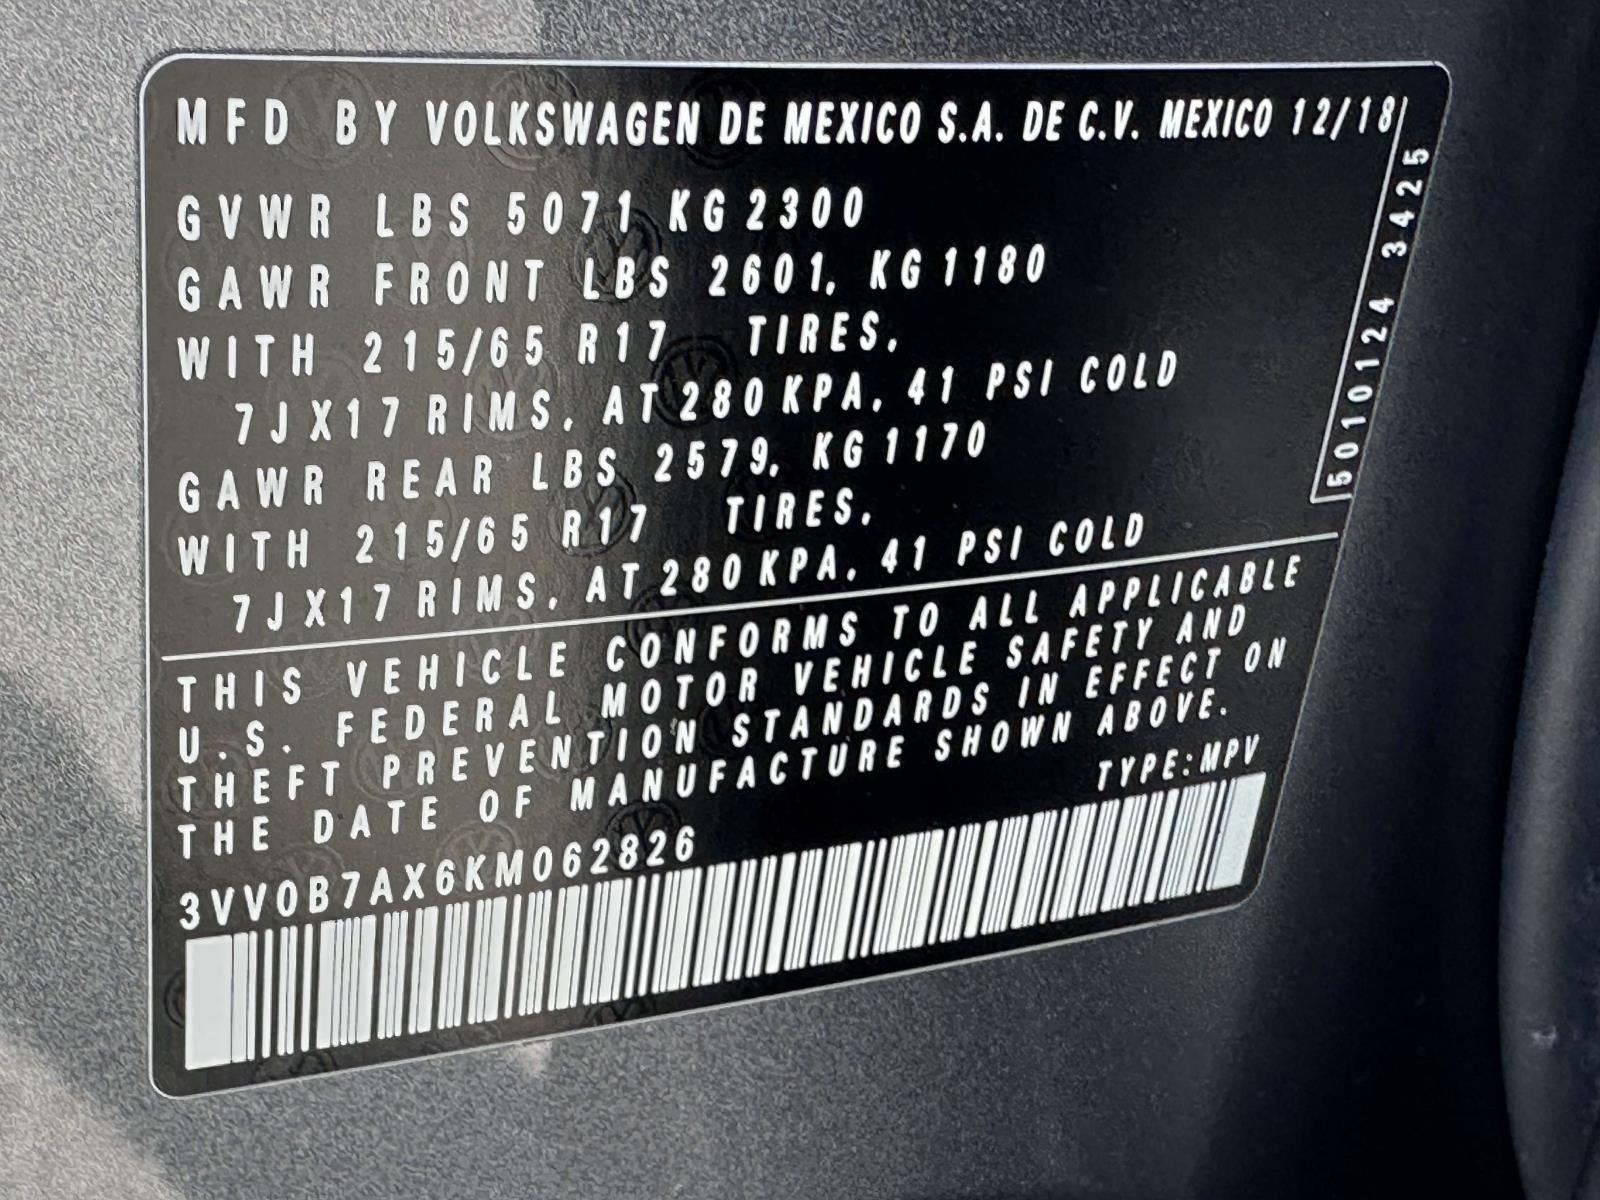 MFD BY VOLKSWAGEN DE MEXICO S.A. DE C.V. MEXICO 12/18
GVWR LBS 5071 KG 2300
GAWR FRONT LBS 2601, KG 1180
WITH 215/65 R17 TIRES,
7JX17 RIMS, AT 280 KPA, 41 PSI COLD
GAWR REAR LBS 2579, KG 1170
WITH 215/65 R17 TIRES,
7JX17 RIMS, AT 280 KPA, 41 PSI COLD
5010124 3425
THIS VEHICLE CONFORMS TO ALL APPLICABLE
U.S. FEDERAL MOTOR VEHICLE SAFETY AND
THEFT PREVENTION STANDARDS IN EFFECT ON
THE DATE OF MANUFACTURE SHOWN ABOVE.
TYPE:MPV
3VV0B7AX6KM062826